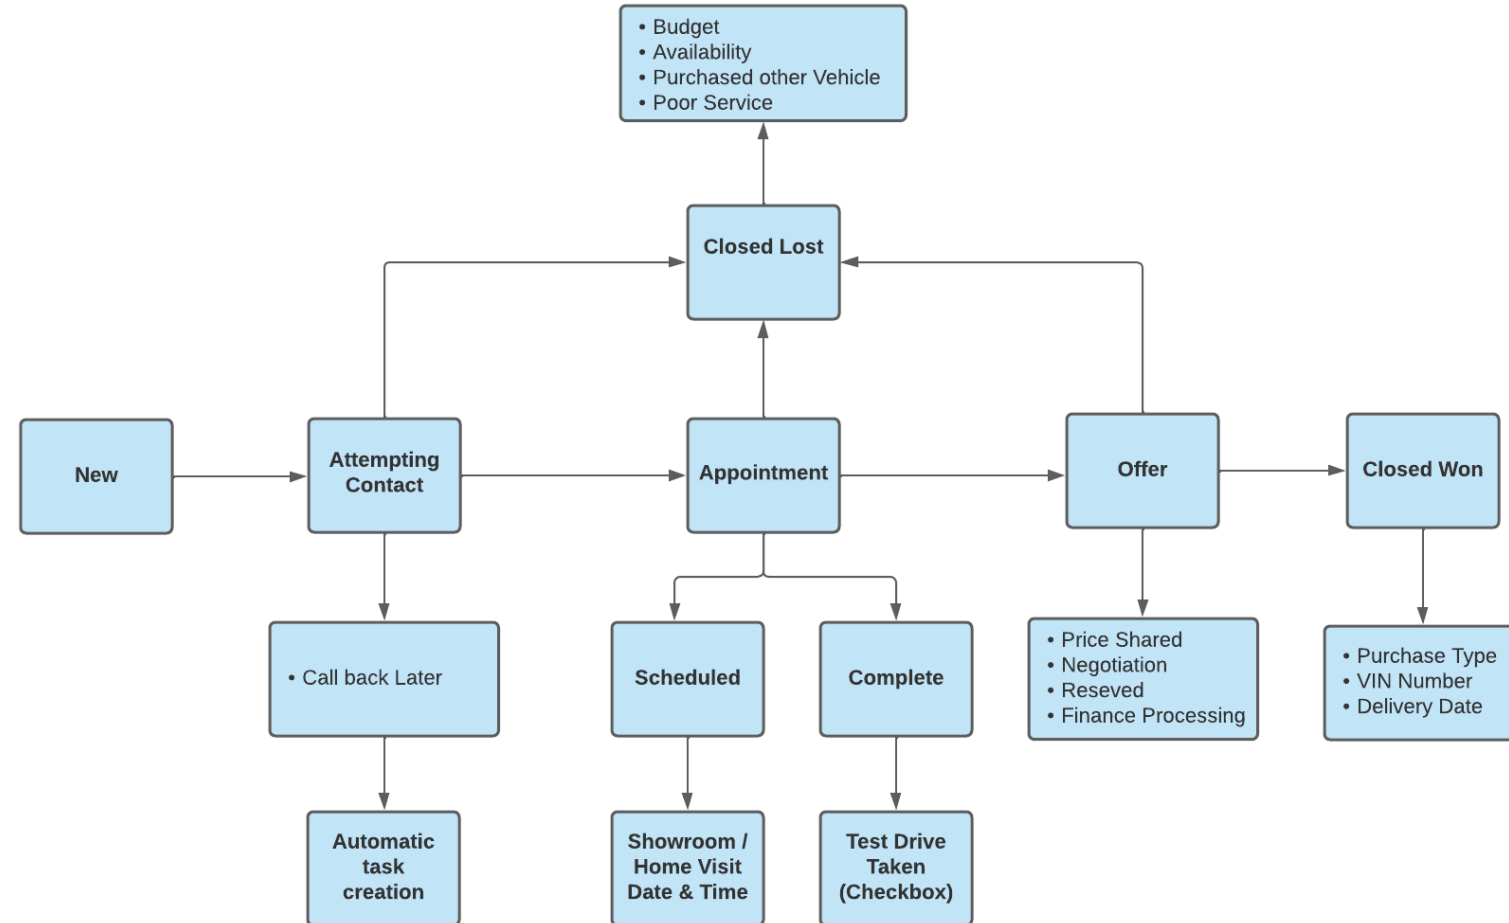 • Budget
• Availability
• Purchased other Vehicle
• Poor Service
Closed Lost
New
Attempting
Contact
Appointment
Offer
Closed Won
• Call back Later
Scheduled
Complete
• Price Shared
• Negotiation
• Reseved
• Finance Processing
• Purchase Type
• VIN Number
• Delivery Date
Automatic
task
creation
Showroom /
Home Visit
Date & Time
Test Drive
Taken
(Checkbox)